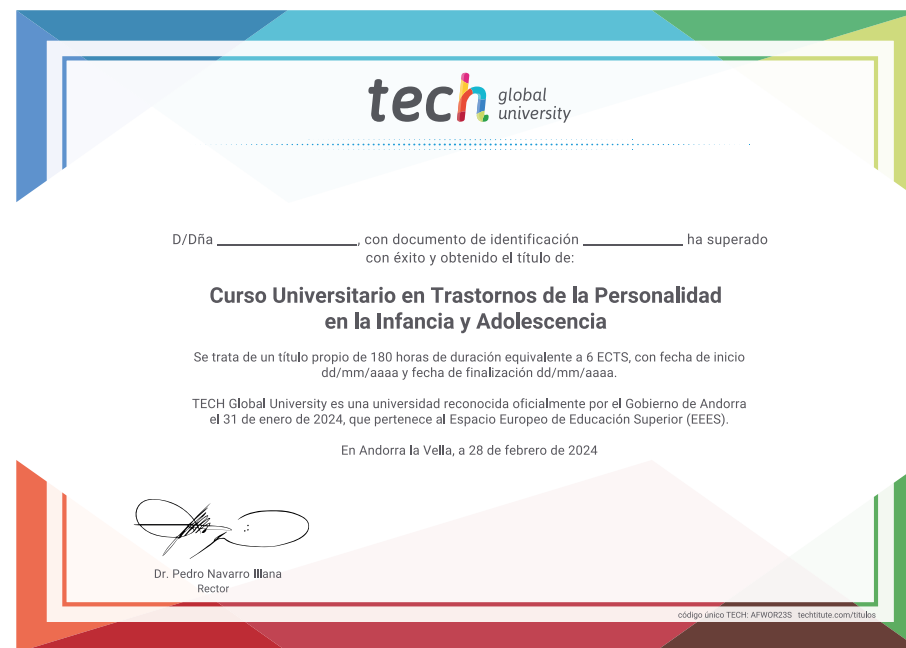 tech global university
D/Dña ______________, con documento de identificación __________ ha superado
con éxito y obtenido el título de:
Curso Universitario en Trastornos de la Personalidad
en la Infancia y Adolescencia
Se trata de un título propio de 180 horas de duración equivalente a 6 ECTS, con fecha de inicio
dd/mm/aaaa y fecha de finalización dd/mm/aaaa.
TECH Global University es una universidad reconocida oficialmente por el Gobierno de Andorra
el 31 de enero de 2024, que pertenece al Espacio Europeo de Educación Superior (EEES).
En Andorra la Vella, a 28 de febrero de 2024
Dr. Pedro Navarro Illana
Rector
código único TECH: AFWOR23S techtitute.com/titulos